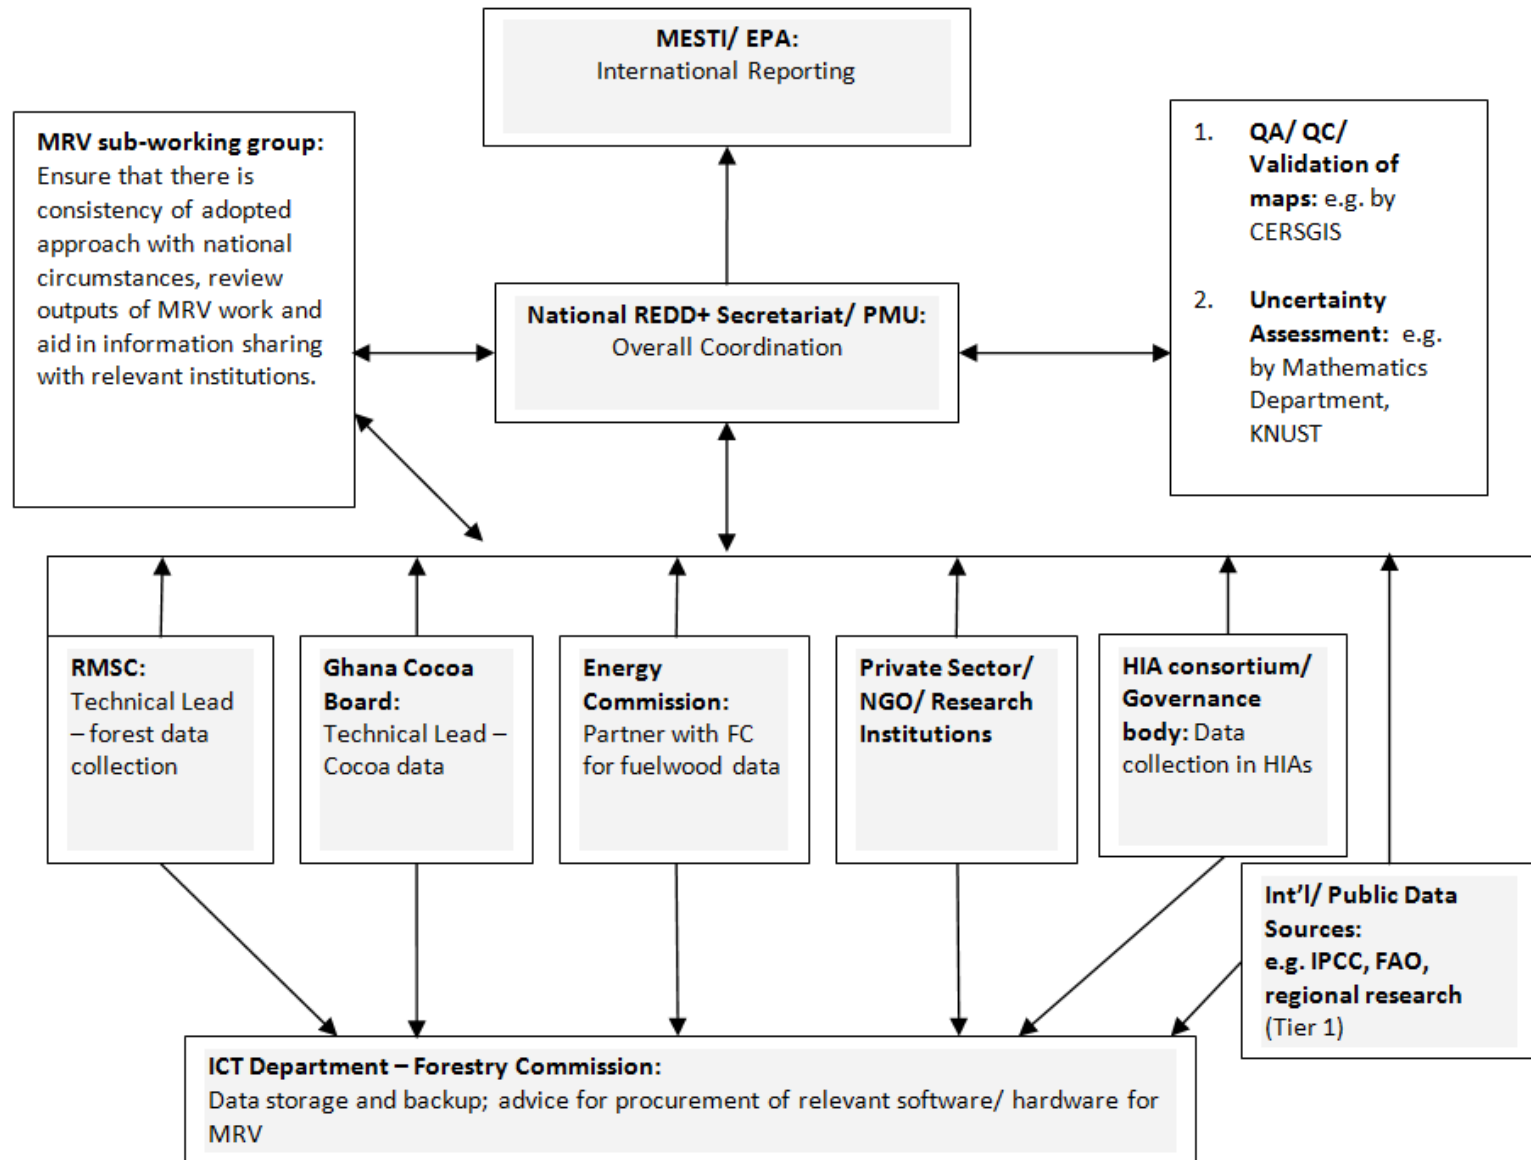 MESTI/ EPA:
International Reporting
MRV sub-working group:
Ensure that there is
consistency of adopted
approach with national
circumstances, review
outputs of MRV work and
aid in information sharing
with relevant institutions.
1. QA/ QC/
Validation of
maps: e.g. by
CERSGIS
2. Uncertainty
Assessment: e.g.
by Mathematics
Department,
KNUST
National REDD+ Secretariat/ PMU:
Overall Coordination
RMSC:
Technical Lead
– forest data
collection
Ghana Cocoa
Board:
Technical Lead –
Cocoa data
Energy
Commission:
Partner with FC
for fuelwood data
Private Sector/
NGO/ Research
Institutions
HIA consortium/
Governance
body: Data
collection in HIAs
Int’l/ Public Data
Sources:
e.g. IPCC, FAO,
regional research
(Tier 1)
ICT Department – Forestry Commission:
Data storage and backup; advice for procurement of relevant software/ hardware for
MRV